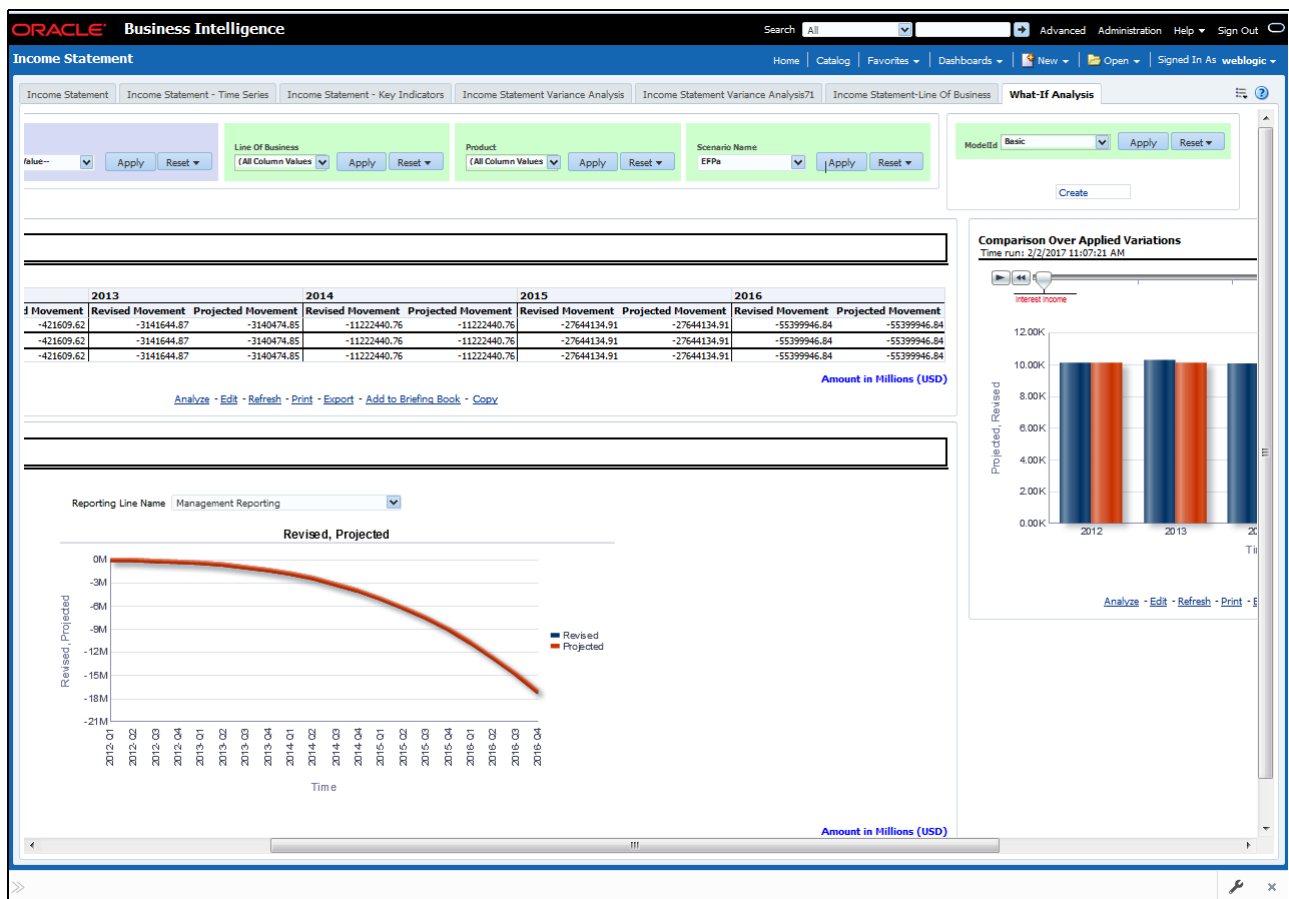 ORACLE Business Intelligence
Search All Advanced Administration Help Sign Out
Income Statement
Home Catalog Favorites Dashboards New Open Signed In As weblogic
Income Statement Income Statement - Time Series Income Statement - Key Indicators Income Statement Variance Analysis Income Statement Variance Analysis71 Income Statement-Line Of Business What-If Analysis
Value-- Apply Reset
Line Of Business
(All Column Values Apply Reset
Product
(All Column Values Apply Reset
Scenario Name
EFPa Apply Reset
ModelId Basic Apply Reset
Create
2013 2014 2015 2016
d Movement Revised Movement Projected Movement Revised Movement Projected Movement Revised Movement Projected Movement Revised Movement Projected Movement
-421609.62 -3141644.87 -3140474.85 -11222440.76 -11222440.76 -27644134.91 -27644134.91 -55399946.84 -55399946.84
-421609.62 -3141644.87 -3140474.85 -11222440.76 -11222440.76 -27644134.91 -27644134.91 -55399946.84 -55399946.84
-421609.62 -3141644.87 -3140474.85 -11222440.76 -11222440.76 -27644134.91 -27644134.91 -55399946.84 -55399946.84
Amount in Millions (USD)
Analyze - Edit - Refresh - Print - Export - Add to Briefing Book - Copy
Comparison Over Applied Variations
Time run: 2/2/2017 11:07:21 AM
Interest Income
12.00K
10.00K
8.00K
6.00K
4.00K
2.00K
0.00K
Projected, Revised
2012 2013 20
Ti
Analyze - Edit - Refresh - Print - E
Reporting Line Name Management Reporting
Revised, Projected
0M
-3M
-6M
-9M
-12M
-15M
-18M
-21M
Revised, Projected
Revised
Projected
2012-Q1 2012-Q2 2012-Q3 2012-Q4 2013-Q1 2013-Q2 2013-Q3 2013-Q4 2014-Q1 2014-Q2 2014-Q3 2014-Q4 2015-Q1 2015-Q2 2015-Q3 2015-Q4 2016-Q1 2016-Q2 2016-Q3 2016-Q4
Time
Amount in Millions (USD)